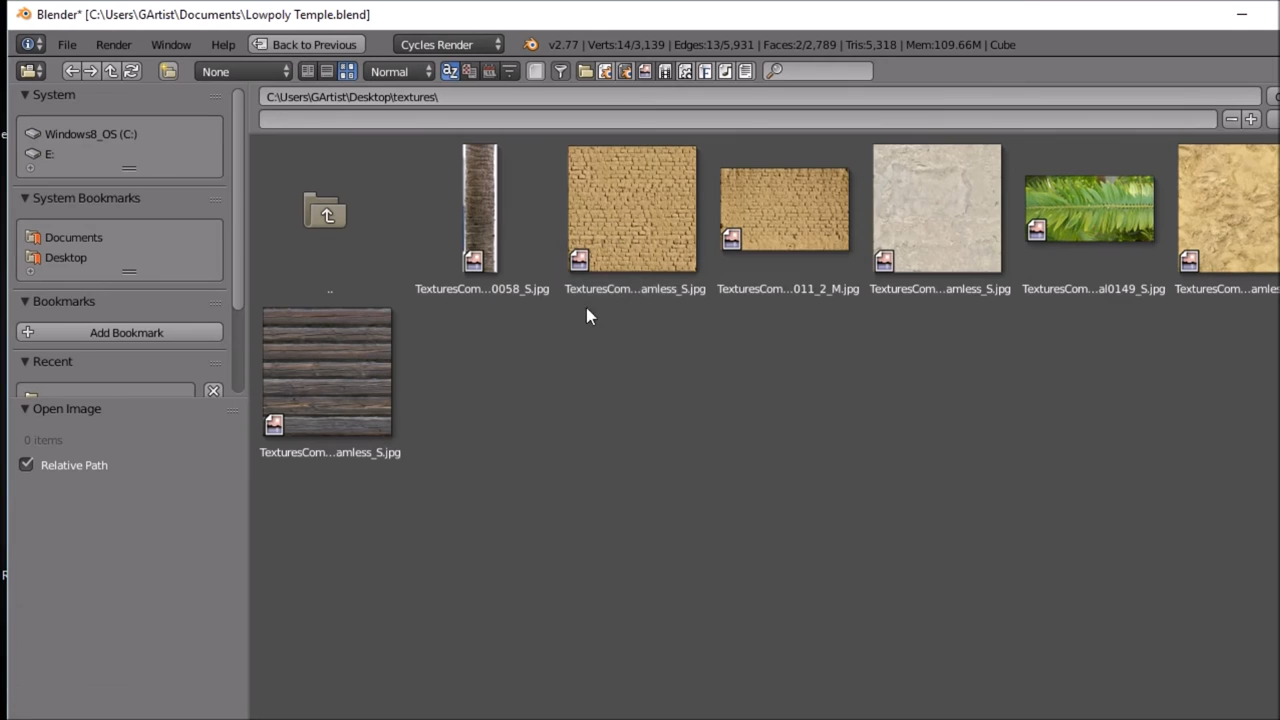 Blender* [C:\Users\GArtist\Documents\Lowpoly Temple.blend]
File Render Window Help Back to Previous Cycles Render v2.77 | Verts:14/3,139 | Edges:13/5,931 | Faces:2/2,789 | Tris:5,318 | Mem:109.66M | Cube
None Normal
System
C:\Users\GArtist\Desktop\textures\
Windows8_OS (C:)
E:
System Bookmarks
Documents
Desktop
..
TexturesCom...0058_S.jpg
TexturesCom...amless_S.jpg
TexturesCom...011_2_M.jpg
TexturesCom...amless_S.jpg
TexturesCom...al0149_S.jpg
Bookmarks
Add Bookmark
Recent
Open Image
0 items
Relative Path
TexturesCom...amless_S.jpg